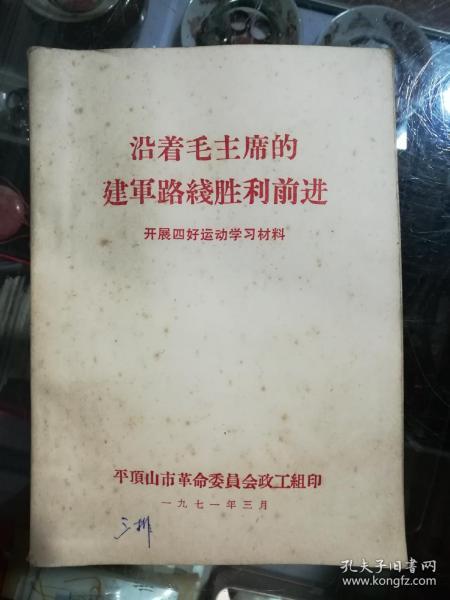 沿着毛主席的
建軍路綫胜利前进
开展四好运动学习材料
平頂山市革命委員会政工組印
一九七一年三月
三排
孔夫子旧书网
www.kongfz.com